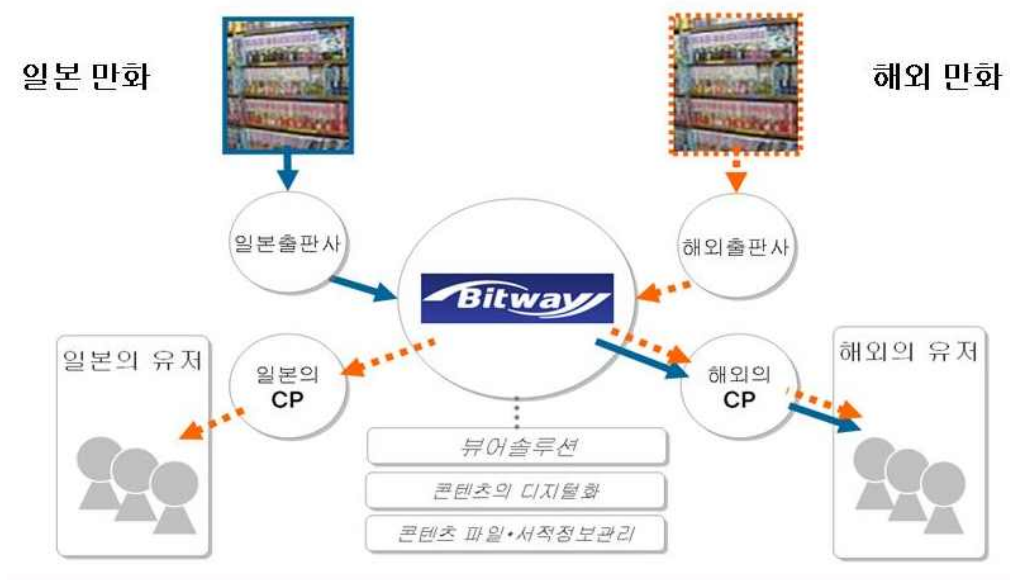 일본 만화
해외 만화
일본출판사
해외출판사
Bitway
일본의 유저
일본의
CP
해외의
CP
해외의 유저
뷰어솔루션
콘텐츠의 디지털화
콘텐츠 파일•서적정보관리